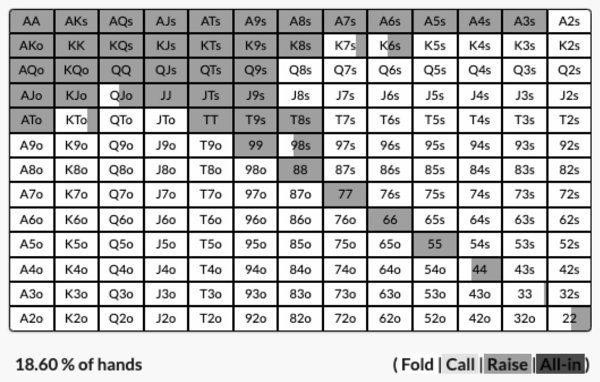 AA AKs AQs AJs ATs A9s A8s A7s A6s A5s A4s A3s A2s
AKo KK KQs KJs KTs K9s K8s K7s K6s K5s K4s K3s K2s
AQo KQo QQ QJs QTs Q9s Q8s Q7s Q6s Q5s Q4s Q3s Q2s
AJo KJo QJo JJ JTs J9s J8s J7s J6s J5s J4s J3s J2s
ATo KTo QTo JTo TT T9s T8s T7s T6s T5s T4s T3s T2s
A9o K9o Q9o J9o T9o 99 98s 97s 96s 95s 94s 93s 92s
A8o K8o Q8o J8o T8o 98o 88 87s 86s 85s 84s 83s 82s
A7o K7o Q7o J7o T7o 97o 87o 77 76s 75s 74s 73s 72s
A6o K6o Q6o J6o T6o 96o 86o 76o 66 65s 64s 63s 62s
A5o K5o Q5o J5o T5o 95o 85o 75o 65o 55 54s 53s 52s
A4o K4o Q4o J4o T4o 94o 84o 74o 64o 54o 44 43s 42s
A3o K3o Q3o J3o T3o 93o 83o 73o 63o 53o 43o 33 32s
A2o K2o Q2o J2o T2o 92o 82o 72o 62o 52o 42o 32o 22
18.60 % of hands ( Fold | Call | Raise | All-in )